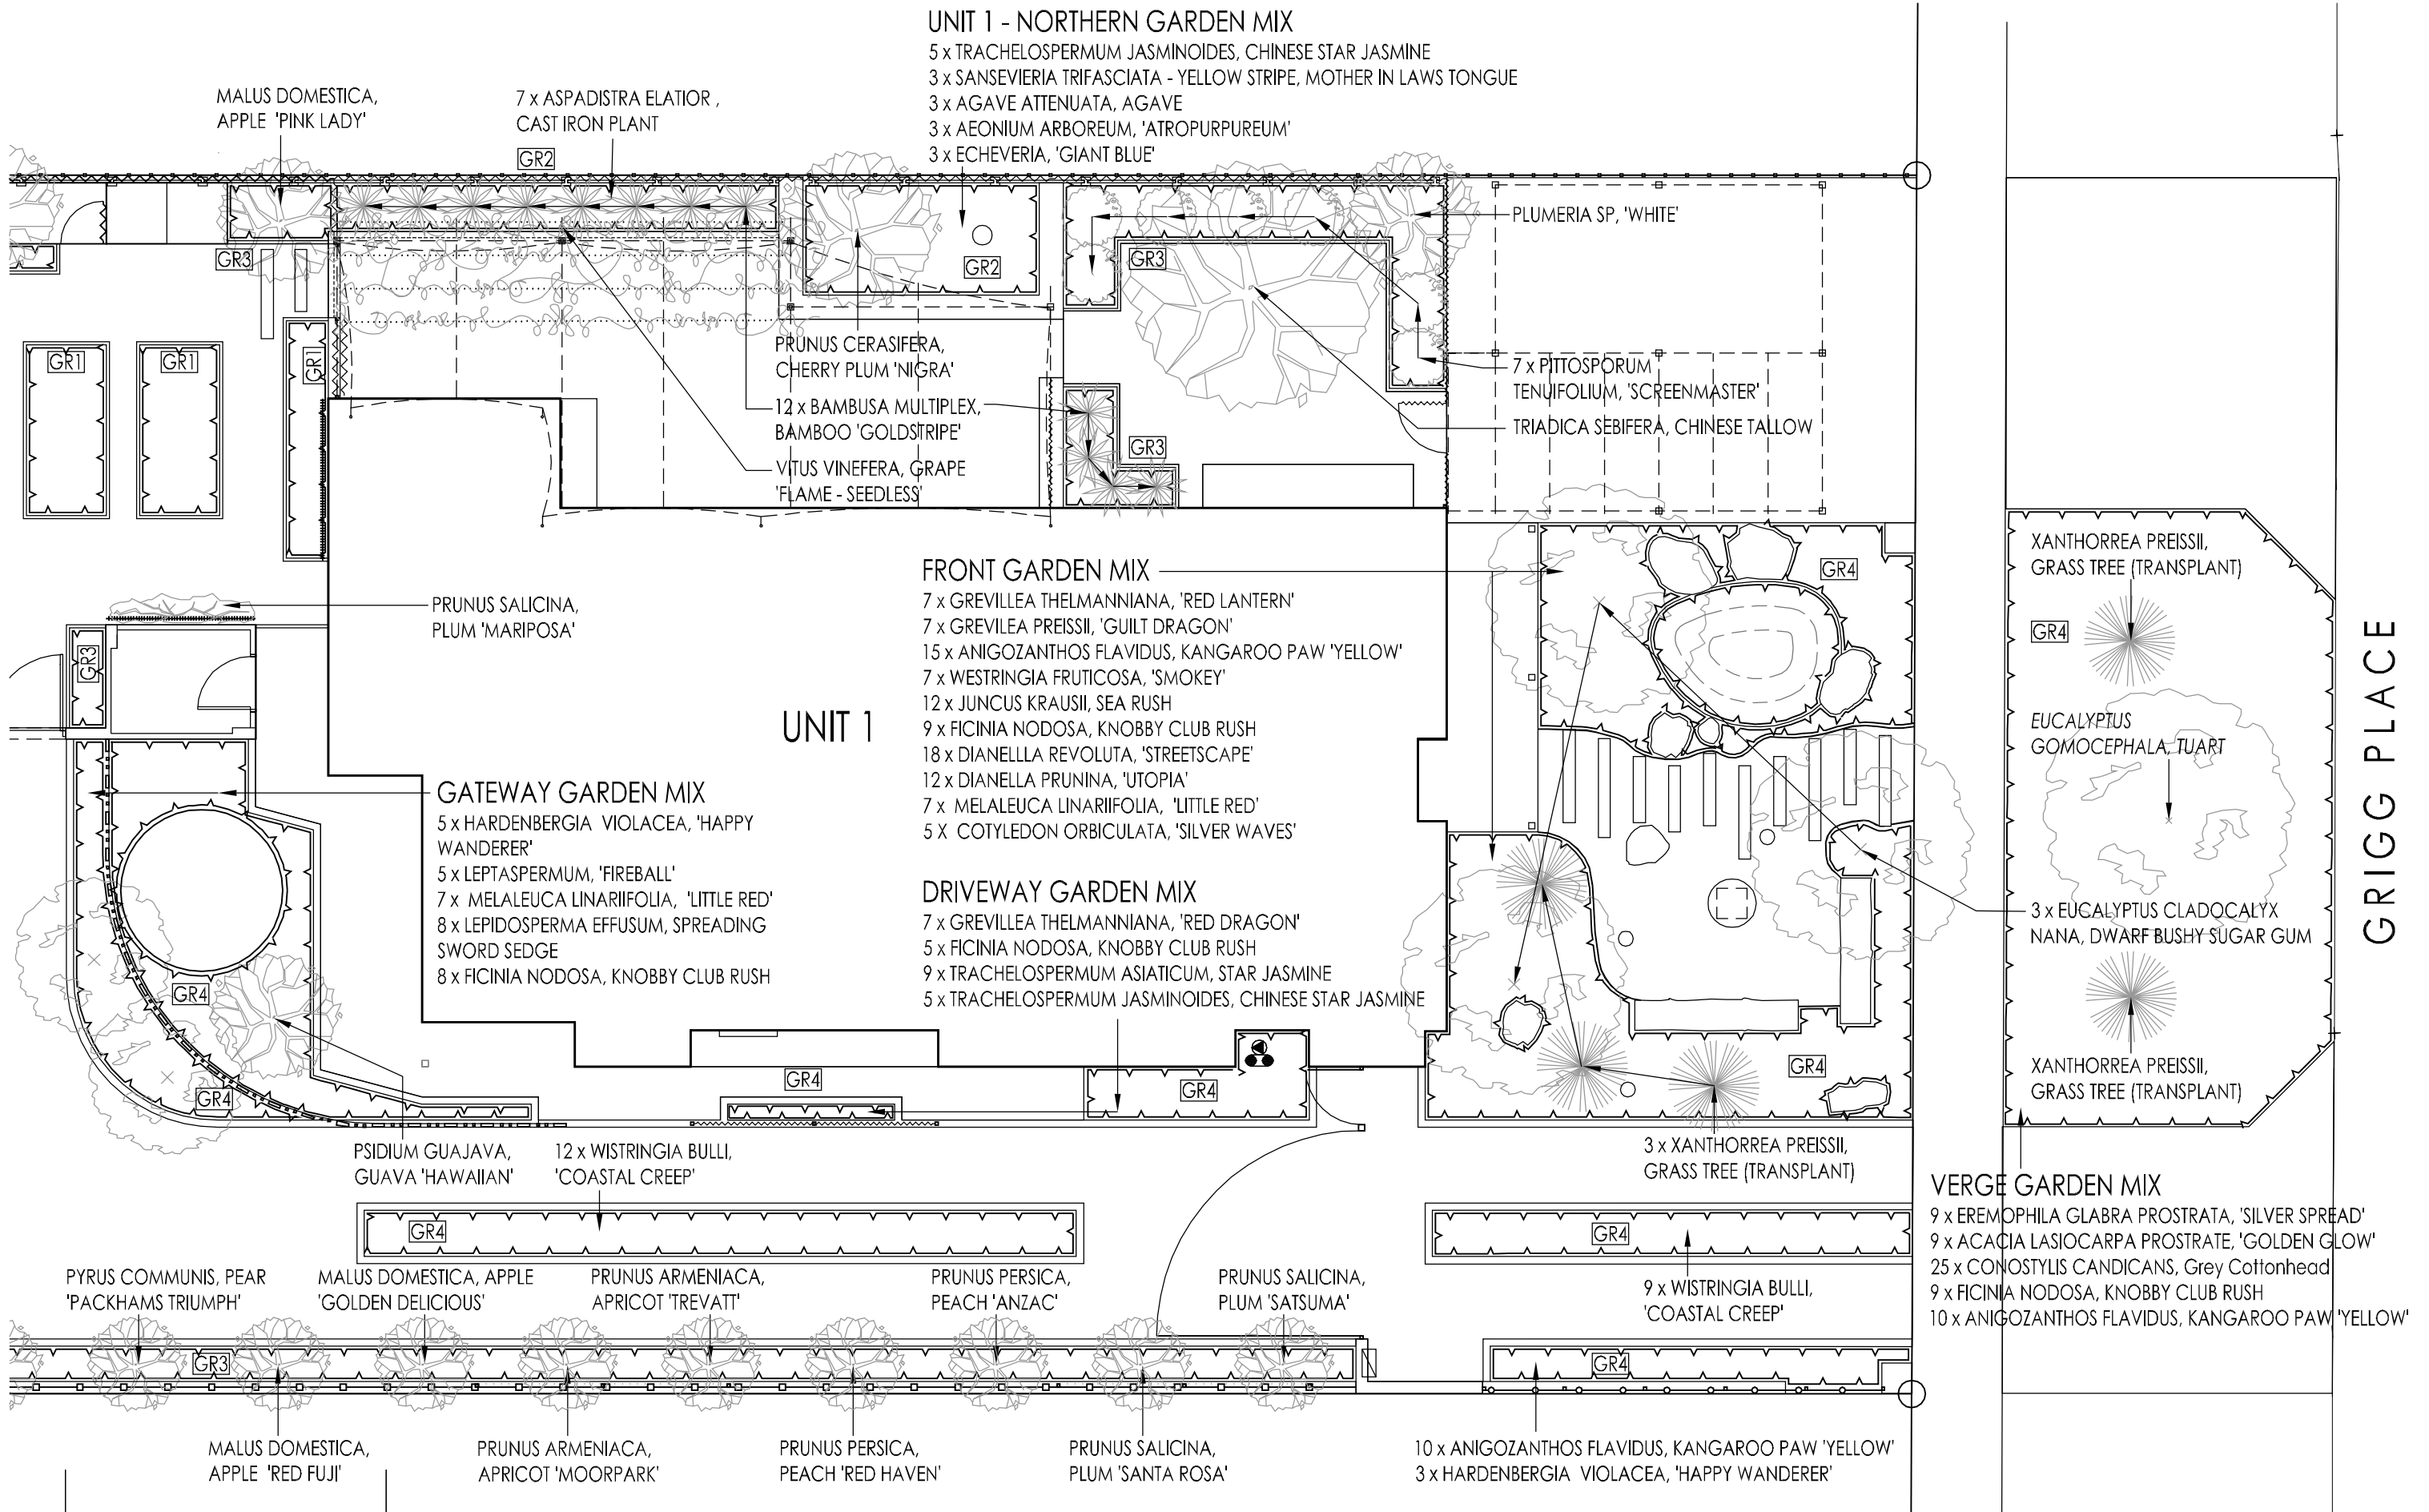 UNIT 1 - NORTHERN GARDEN MIX
5 x TRACHELOSPERMUM JASMINOIDES, CHINESE STAR JASMINE
3 x SANSEVIERIA TRIFASCIATA - YELLOW STRIPE, MOTHER IN LAWS TONGUE
3 x AGAVE ATTENUATA, AGAVE
3 x AEONIUM ARBOREUM, 'ATROPURPUREUM'
3 x ECHEVERIA, 'GIANT BLUE'
MALUS DOMESTICA,
APPLE 'PINK LADY'
7 x ASPADISTRA ELATIOR ,
CAST IRON PLANT
GR2
GR3
GR2
GR3
PLUMERIA SP, 'WHITE'
GR1
GR1
GR1
PRUNUS CERASIFERA,
CHERRY PLUM 'NIGRA'
12 x BAMBUSA MULTIPLEX,
BAMBOO 'GOLDSTRIPE'
VITUS VINEFERA, GRAPE
'FLAME - SEEDLESS'
GR3
7 x PITTOSPORUM
TENUIFOLIUM, 'SCREENMASTER'
TRIADICA SEBIFERA, CHINESE TALLOW
PRUNUS SALICINA,
PLUM 'MARIPOSA'
GR3
UNIT 1
FRONT GARDEN MIX
7 x GREVILLEA THELMANNIANA, 'RED LANTERN'
7 x GREVILEA PREISSII, 'GUILT DRAGON'
15 x ANIGOZANTHOS FLAVIDUS, KANGAROO PAW 'YELLOW'
7 x WESTRINGIA FRUTICOSA, 'SMOKEY'
12 x JUNCUS KRAUSII, SEA RUSH
9 x FICINIA NODOSA, KNOBBY CLUB RUSH
18 x DIANELLLA REVOLUTA, 'STREETSCAPE'
12 x DIANELLA PRUNINA, 'UTOPIA'
7 x MELALEUCA LINARIIFOLIA, 'LITTLE RED'
5 X COTYLEDON ORBICULATA, 'SILVER WAVES'
GR4
XANTHORREA PREISSII,
GRASS TREE (TRANSPLANT)
GR4
EUCALYPTUS
GOMOCEPHALA, TUART
GRIGG PLACE
GATEWAY GARDEN MIX
5 x HARDENBERGIA VIOLACEA, 'HAPPY
WANDERER'
5 x LEPTASPERMUM, 'FIREBALL'
7 x MELALEUCA LINARIIFOLIA, 'LITTLE RED'
8 x LEPIDOSPERMA EFFUSUM, SPREADING
SWORD SEDGE
8 x FICINIA NODOSA, KNOBBY CLUB RUSH
DRIVEWAY GARDEN MIX
7 x GREVILLEA THELMANNIANA, 'RED DRAGON'
5 x FICINIA NODOSA, KNOBBY CLUB RUSH
9 x TRACHELOSPERMUM ASIATICUM, STAR JASMINE
5 x TRACHELOSPERMUM JASMINOIDES, CHINESE STAR JASMINE
3 x EUCALYPTUS CLADOCALYX
NANA, DWARF BUSHY SUGAR GUM
GR4
GR4
GR4
GR4
GR4
XANTHORREA PREISSII,
GRASS TREE (TRANSPLANT)
PSIDIUM GUAJAVA,
GUAVA 'HAWAIIAN'
12 x WISTRINGIA BULLI,
'COASTAL CREEP'
3 x XANTHORREA PREISSII,
GRASS TREE (TRANSPLANT)
VERGE GARDEN MIX
9 x EREMOPHILA GLABRA PROSTRATA, 'SILVER SPREAD'
9 x ACACIA LASIOCARPA PROSTRATE, 'GOLDEN GLOW'
25 x CONOSTYLIS CANDICANS, Grey Cottonhead
9 x FICINIA NODOSA, KNOBBY CLUB RUSH
10 x ANIGOZANTHOS FLAVIDUS, KANGAROO PAW 'YELLOW'
GR4
GR4
PYRUS COMMUNIS, PEAR
'PACKHAMS TRIUMPH'
MALUS DOMESTICA, APPLE
'GOLDEN DELICIOUS'
PRUNUS ARMENIACA,
APRICOT 'TREVATT'
PRUNUS PERSICA,
PEACH 'ANZAC'
PRUNUS SALICINA,
PLUM 'SATSUMA'
9 x WISTRINGIA BULLI,
'COASTAL CREEP'
GR3
GR4
MALUS DOMESTICA,
APPLE 'RED FUJI'
PRUNUS ARMENIACA,
APRICOT 'MOORPARK'
PRUNUS PERSICA,
PEACH 'RED HAVEN'
PRUNUS SALICINA,
PLUM 'SANTA ROSA'
10 x ANIGOZANTHOS FLAVIDUS, KANGAROO PAW 'YELLOW'
3 x HARDENBERGIA VIOLACEA, 'HAPPY WANDERER'